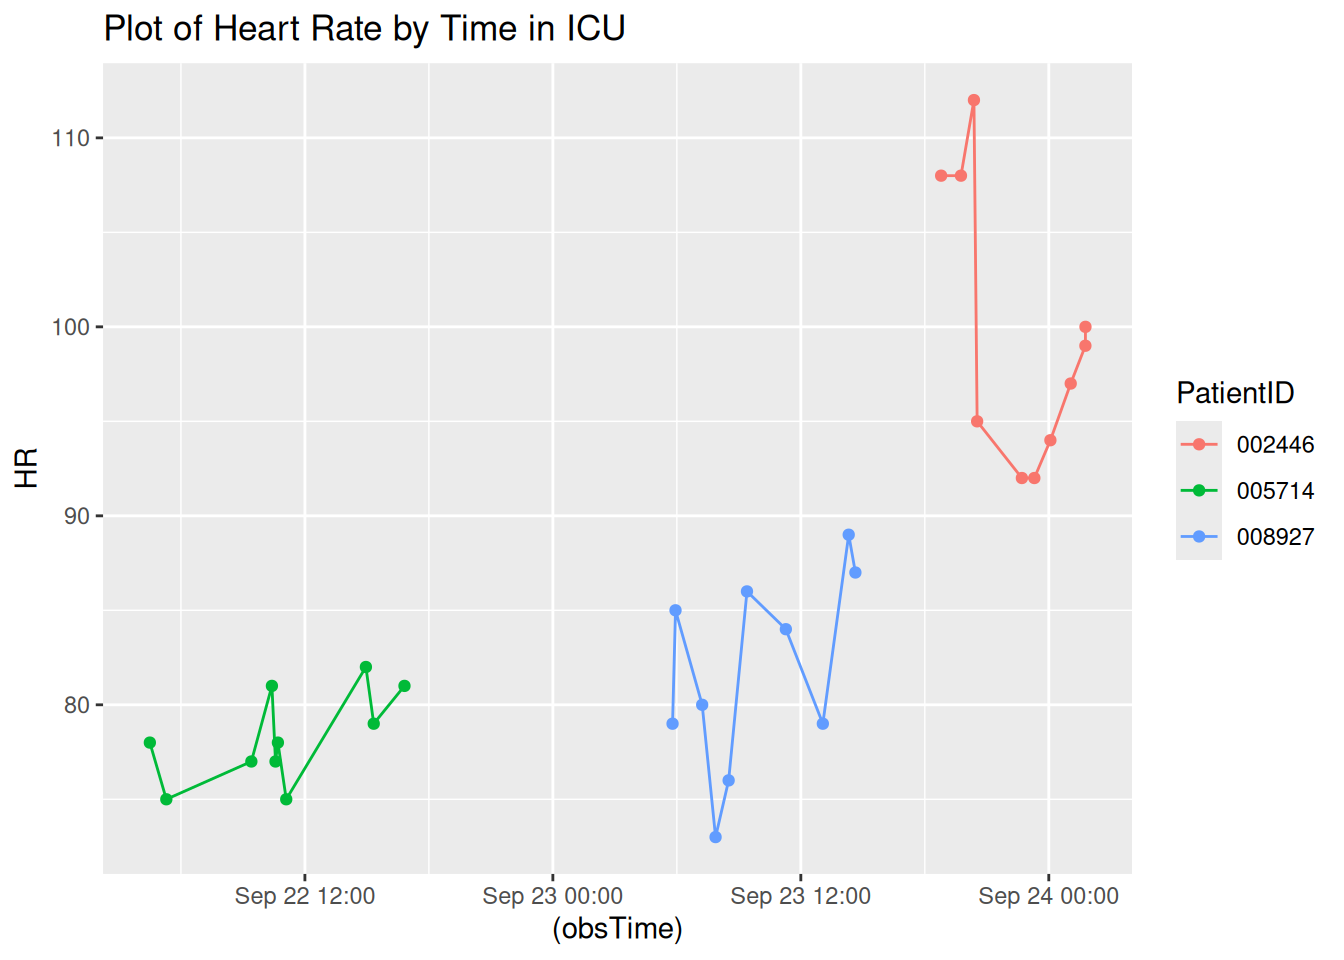 Plot of Heart Rate by Time in ICU
110
100
90
80
HR
Sep 22 12:00
Sep 23 00:00
Sep 23 12:00
Sep 24 00:00
(obsTime)
PatientID
002446
005714
008927